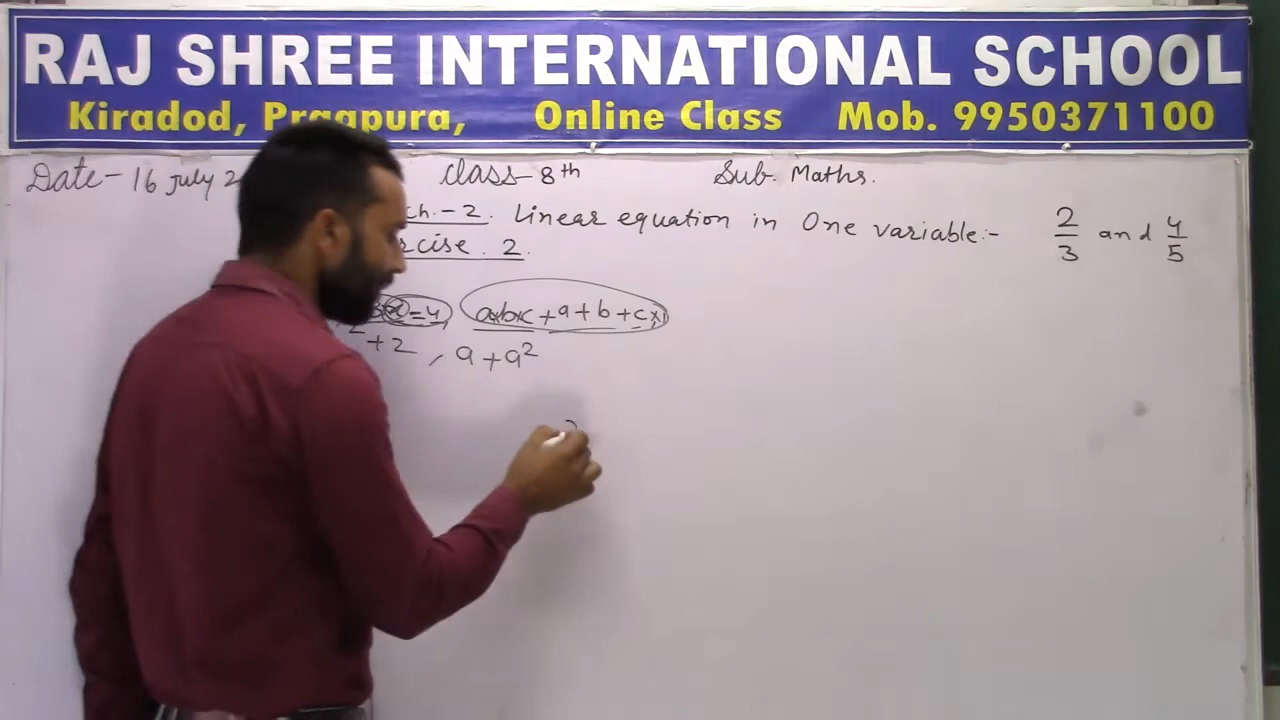 RAJ SHREE INTERNATIONAL SCHOOL
Kiradod, Pragpura, Online Class Mob. 9950371100
Date- 16 July 2 Class- 8th Sub. Maths.
ch.-2. Linear equation in One variable:- 2/3 and 4/5
cise. 2.
=4 a+b+c
+2, a+a²